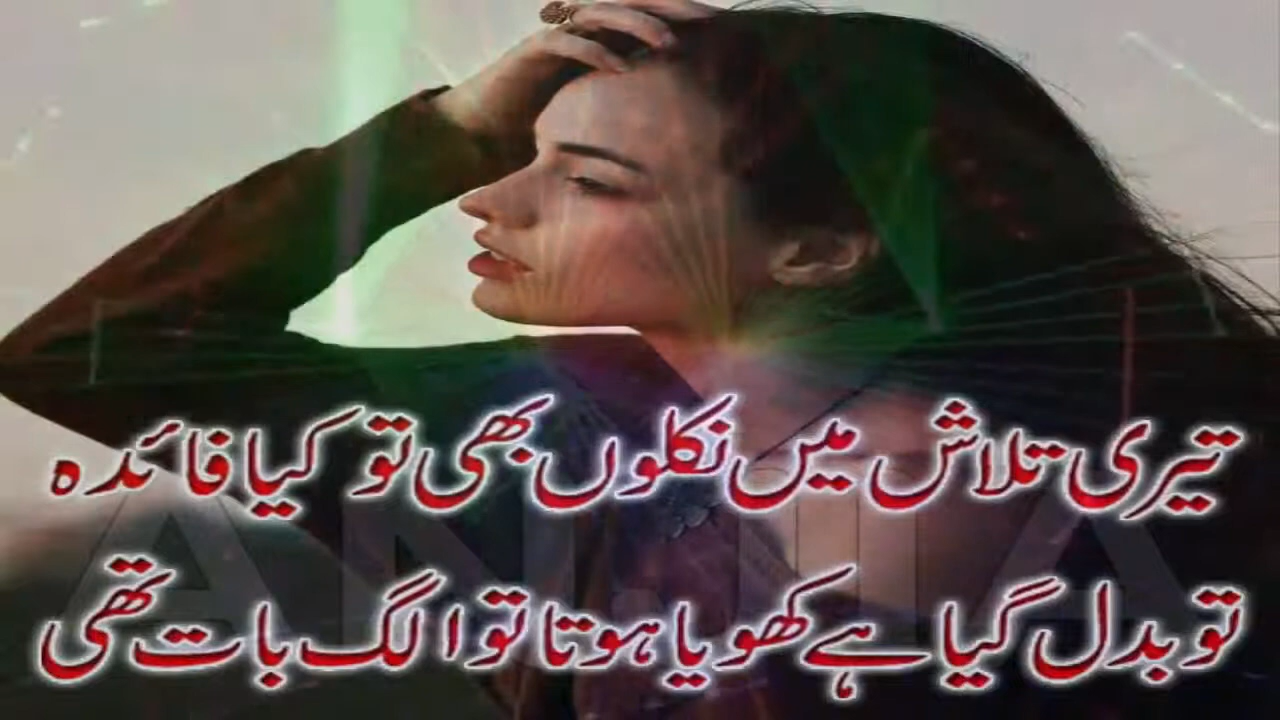 تیری تلاش میں نکلوں بھی تو کیا فائدہ
تو بدل گیا ہے کھویا ہوتا تو الگ بات تھی